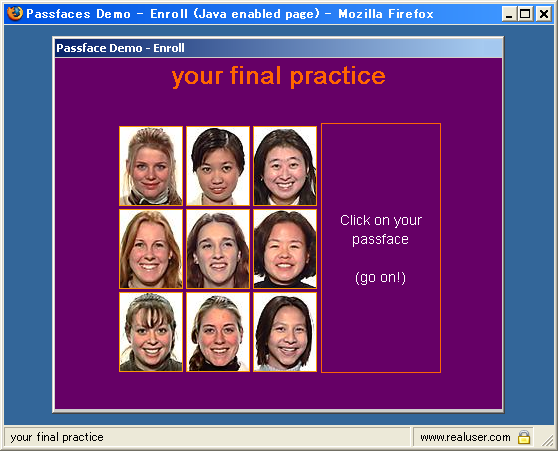 Passfaces Demo - Enroll (Java enabled page) - Mozilla Firefox
Passface Demo - Enroll
your final practice
Click on your
passface
(go on!)
your final practice
www.realuser.com